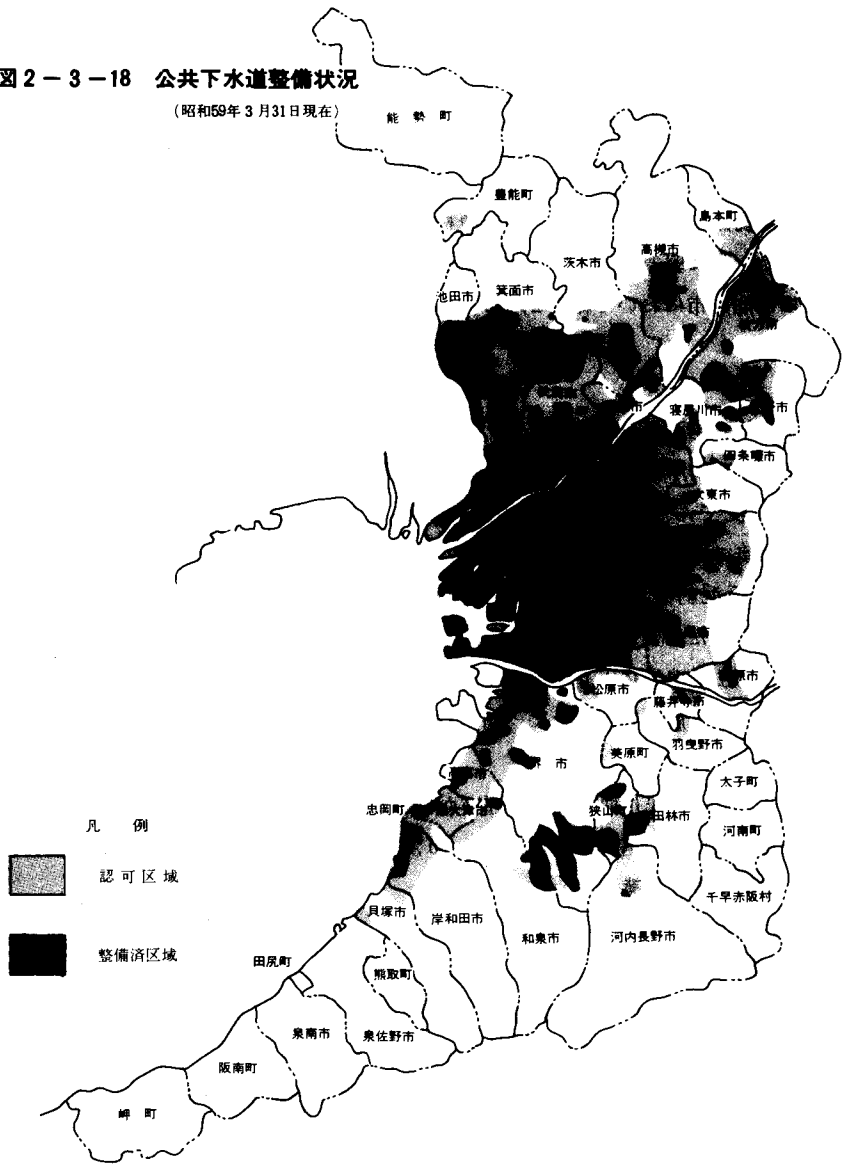 図2－3－18 公共下水道整備状況
(昭和59年3月31日現在)
能勢町
豊能町
島本町
高槻市
茨木市
池田市
箕面市
市
市
寝屋川市
市
四条畷市
大東市
原市
松原市
藤井寺市
羽曳野市
美原町
市
太子町
忠岡町
狭山町
田林市
河南町
千早赤阪村
貝塚市
岸和田市
和泉市
河内長野市
田尻町
熊取町
泉南市
泉佐野市
阪南町
岬町
凡例
認可区域
整備済区域